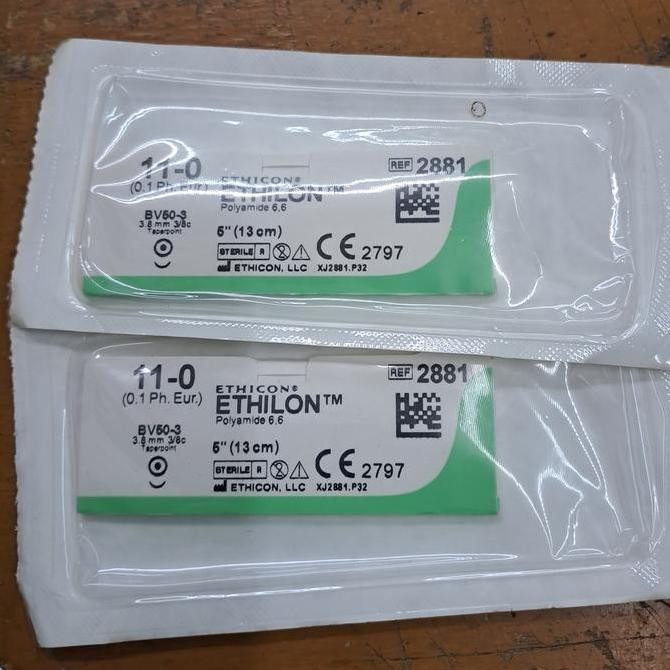 11-0
(0.1 Ph. Eur.)
ETHICON®
ETHILON™
Polyamide 6,6
REF 2881
BV50-3
3.8 mm 3/8c
Taperpoint
5" (13 cm)
STERILE R
CE 2797
ETHICON, LLC XJ2881.P32
11-0
(0.1 Ph. Eur.)
ETHICON®
ETHILON™
Polyamide 6,6
REF 2881
BV50-3
3.8 mm 3/8c
Taperpoint
5" (13 cm)
STERILE R
CE 2797
ETHICON, LLC XJ2881.P32